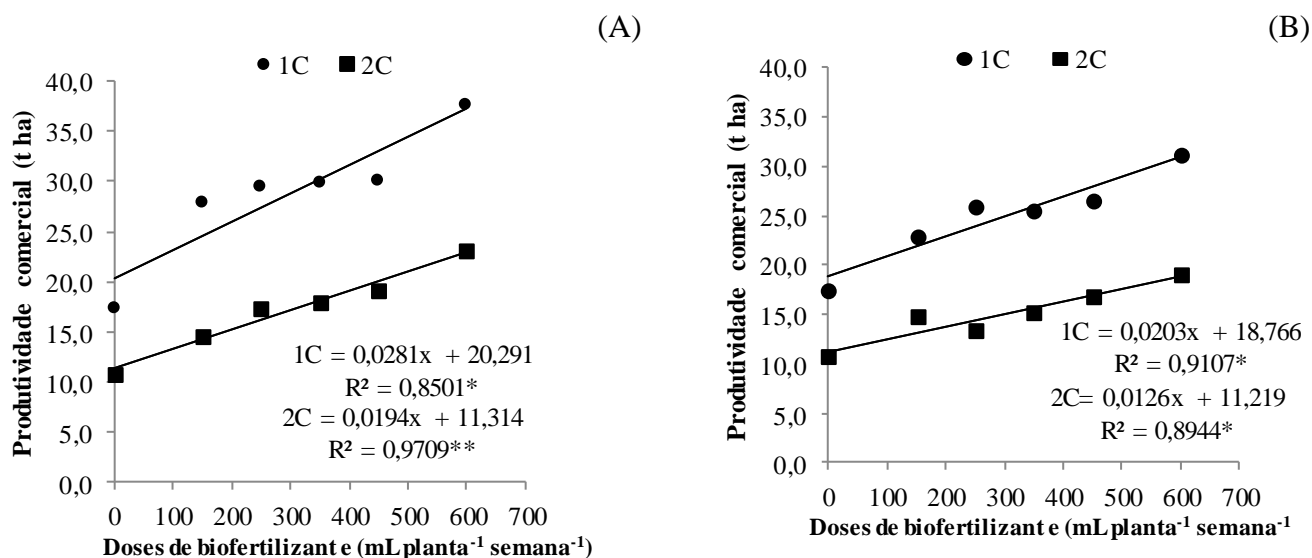 (A)
1C 2C
Produtividade comercial (t ha)
40,0
35,0
30,0
25,0
20,0
15,0
10,0
5,0
0,0
1C = 0,0281x + 20,291
R² = 0,8501*
2C = 0,0194x + 11,314
R² = 0,9709**
0 100 200 300 400 500 600 700
Doses de biofertilizante (mL planta⁻¹ semana⁻¹)
(B)
1C 2C
Produtividade comercial (t ha)
40,0
35,0
30,0
25,0
20,0
15,0
10,0
5,0
0,0
1C = 0,0203x + 18,766
R² = 0,9107*
2C= 0,0126x + 11,219
R² = 0,8944*
0 100 200 300 400 500 600 700
Doses de biofertilizante (mL planta⁻¹ semana⁻¹